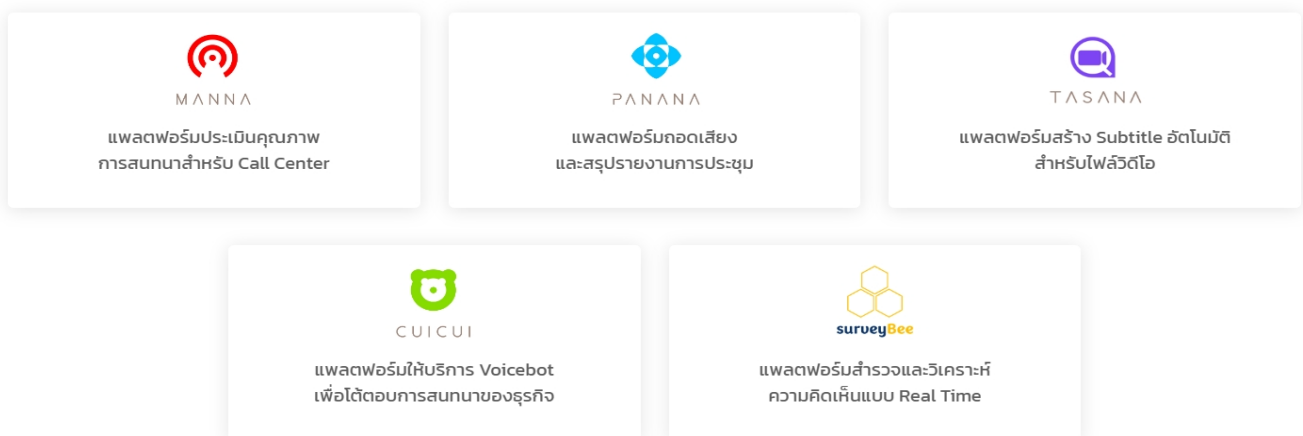 MANNA
แพลตฟอร์มประเมินคุณภาพ
การสนทนาสำหรับ Call Center
PANANA
แพลตฟอร์มถอดเสียง
และสรุปรายงานการประชุม
TASANA
แพลตฟอร์มสร้าง Subtitle อัตโนมัติ
สำหรับไฟล์วิดีโอ
CUICUI
แพลตฟอร์มให้บริการ Voicebot
เพื่อโต้ตอบการสนทนาของธุรกิจ
surveyBee
แพลตฟอร์มสำรวจและวิเคราะห์
ความคิดเห็นแบบ Real Time